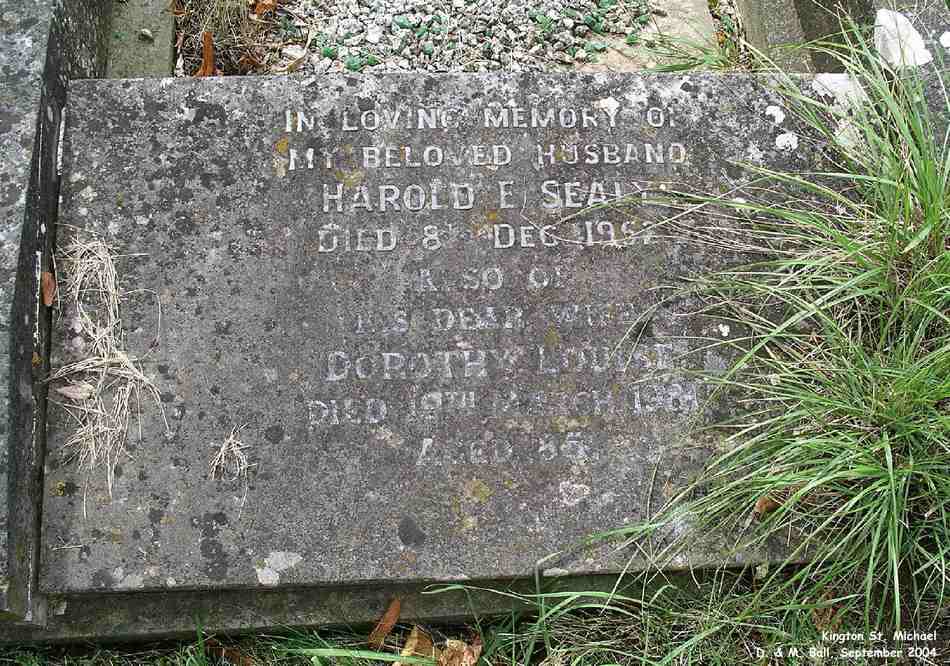 IN LOVING MEMORY OF
MY BELOVED HUSBAND
HAROLD E SEALY
DIED 8TH DEC
ALSO OF
HIS DEAR WIFE
DOROTHY LOUISE
DIED 19TH MARCH 1981
AGED 85.
Kington St. Michael
D. & M. Ball, September 2004